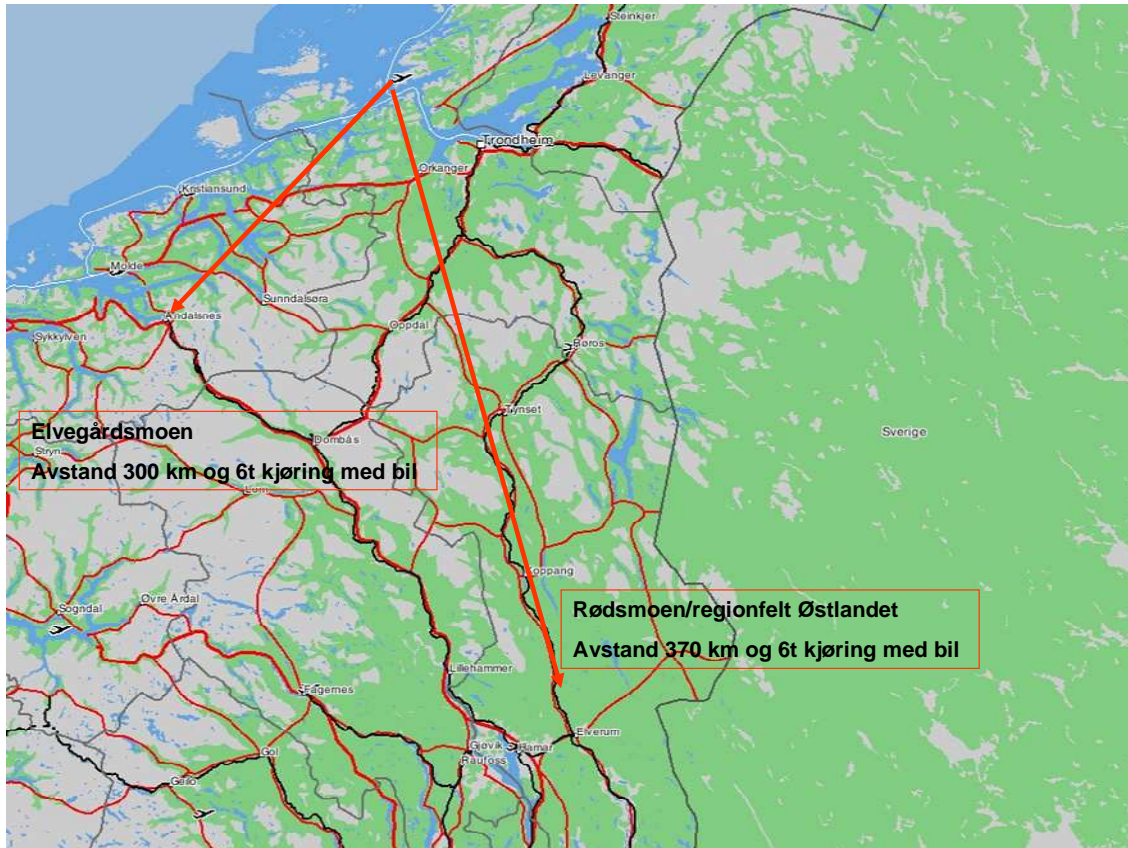 Steinkjer
Levanger
Trondheim
Orkanger
Kristiansund
Molde
Åndalsnes
Sunndalsøra
Oppdal
Sykkylven
Røros
Tynset
Elvegårdsmoen
Dombås
Stryn
Avstand 300 km og 6t kjøring med bil
Lom
Sverige
Koppang
Øvre Årdal
Sogndal
Rødsmoen/regionfelt Østlandet
Avstand 370 km og 6t kjøring med bil
Lillehammer
Fagernes
Elverum
Gjøvik
Hamar
Raufoss
Gol
Geilo